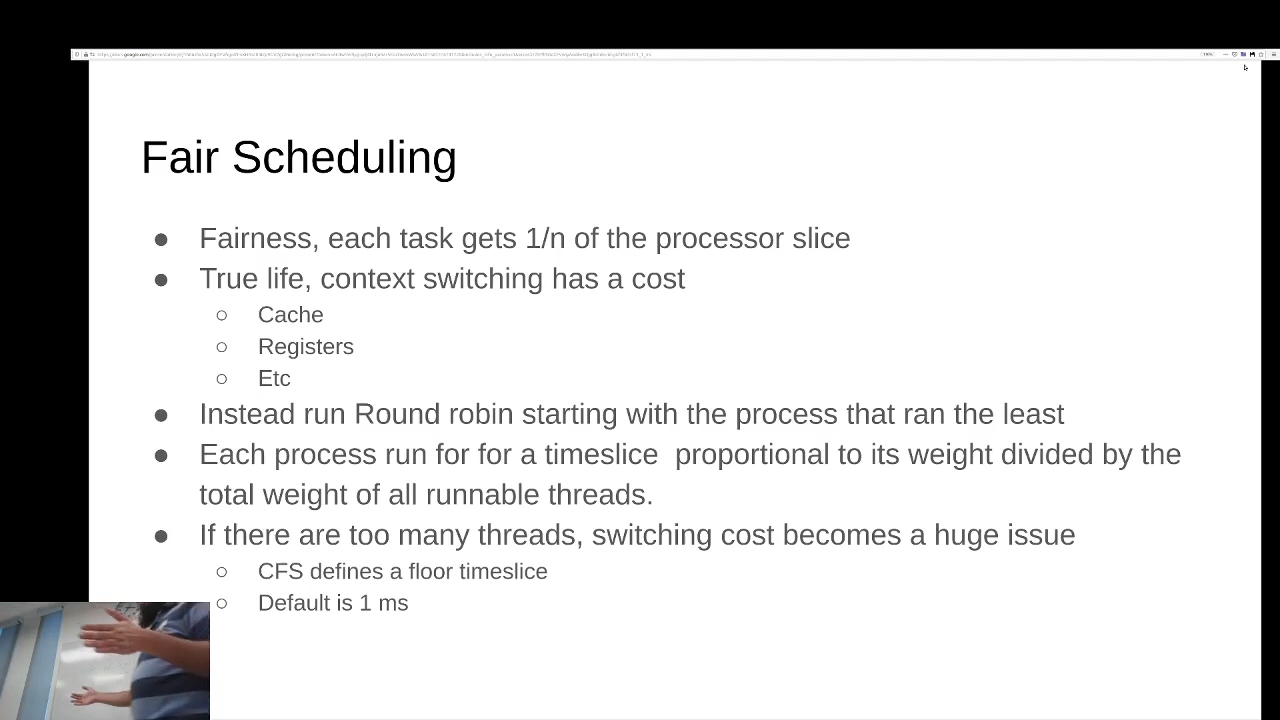 Fair Scheduling
● Fairness, each task gets 1/n of the processor slice
● True life, context switching has a cost
○ Cache
○ Registers
○ Etc
● Instead run Round robin starting with the process that ran the least
● Each process run for for a timeslice  proportional to its weight divided by the
total weight of all runnable threads.
● If there are too many threads, switching cost becomes a huge issue
○ CFS defines a floor timeslice
○ Default is 1 ms